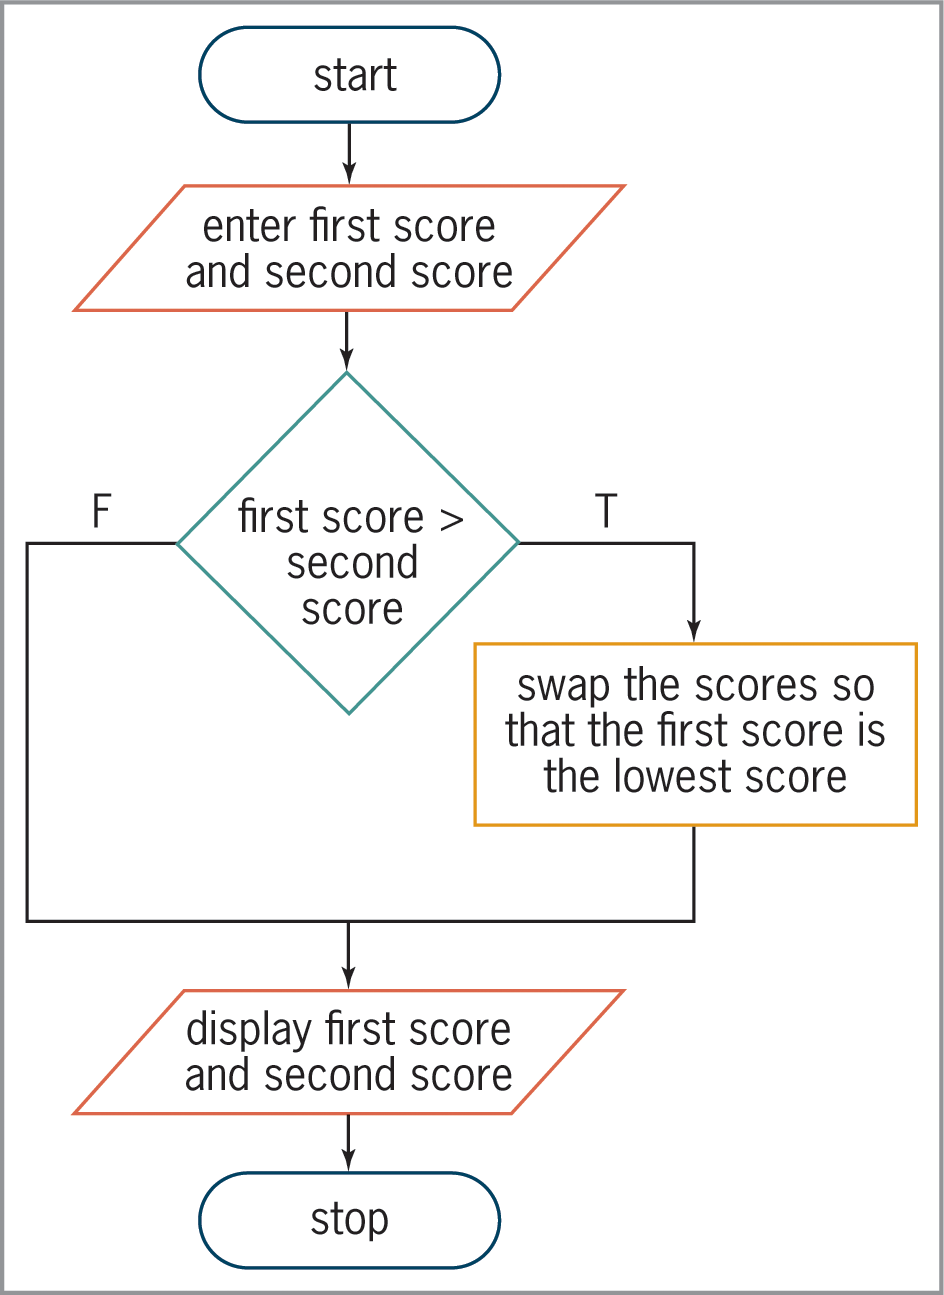 start
enter first score
and second score
F
T
first score >
second
score
swap the scores so
that the first score is
the lowest score
display first score
and second score
stop